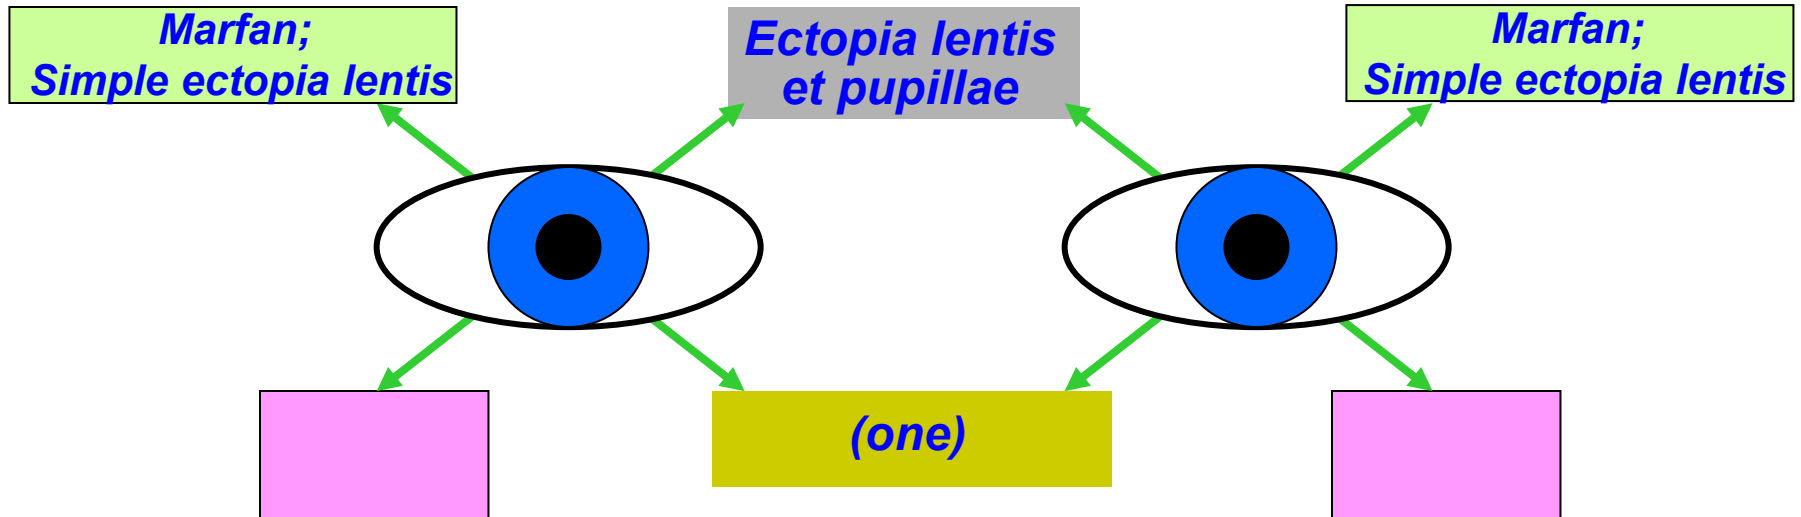 Marfan;
Simple ectopia lentis
Ectopia lentis
et pupillae
Marfan;
Simple ectopia lentis
(one)